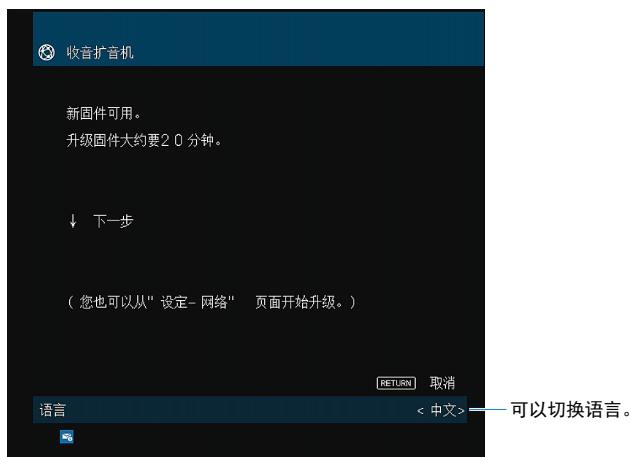 收音扩音机
新固件可用。
升级固件大约要20分钟。
↓ 下一步
(您也可以从"设定-网络" 页面开始升级。)
RETURN 取消
语言 <中文> 可以切换语言。